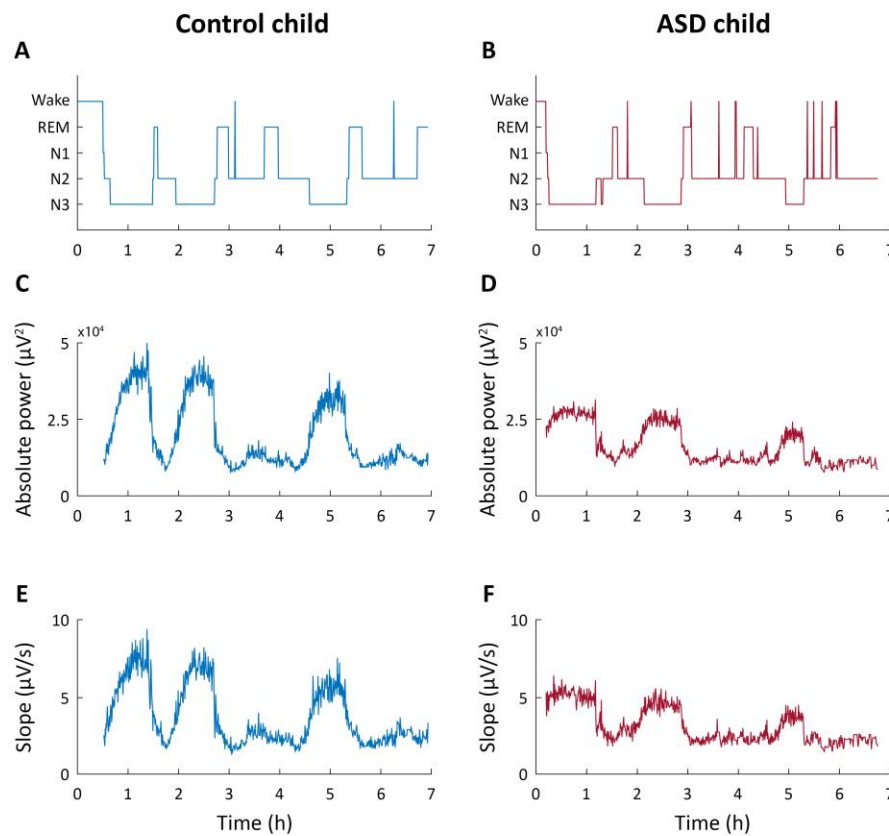 Control child
ASD child
A
B
Wake
REM
N1
N2
N3
0 1 2 3 4 5 6 7
Wake
REM
N1
N2
N3
0 1 2 3 4 5 6 7
C
D
x10⁴
5
2.5
0
Absolute power (µV²)
0 1 2 3 4 5 6 7
x10⁴
5
2.5
0
Absolute power (µV²)
0 1 2 3 4 5 6 7
E
F
10
5
0
Slope (µV/s)
0 1 2 3 4 5 6 7
Time (h)
10
5
0
Slope (µV/s)
0 1 2 3 4 5 6 7
Time (h)